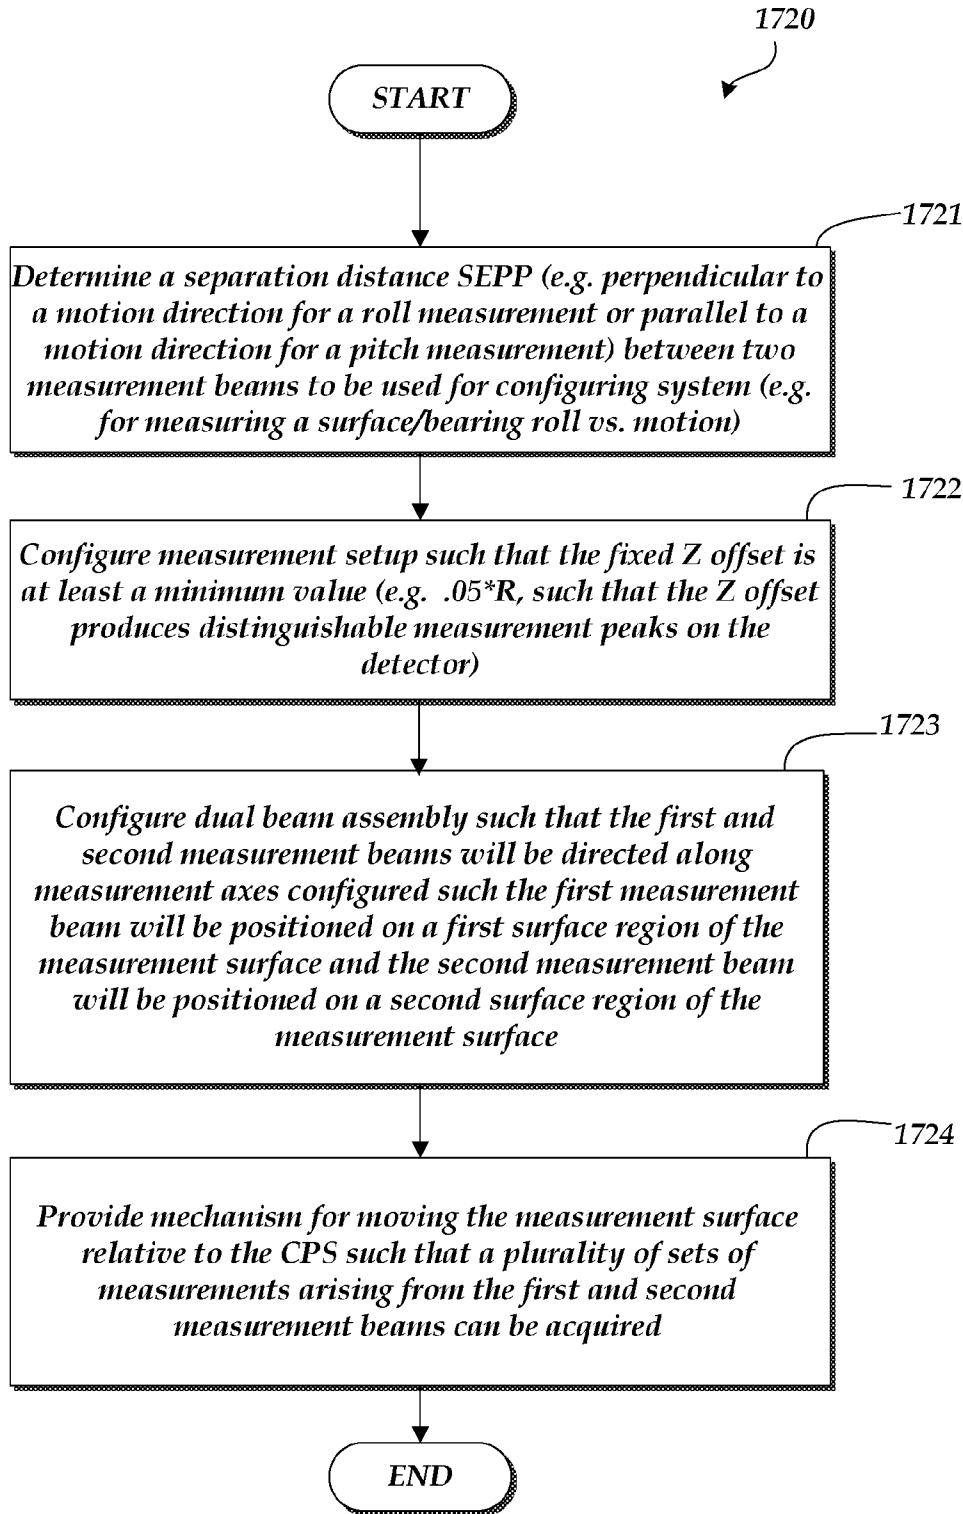 1720
START
1721
Determine a separation distance SEPP (e.g. perpendicular to
a motion direction for a roll measurement or parallel to a
motion direction for a pitch measurement) between two
measurement beams to be used for configuring system (e.g.
for measuring a surface/bearing roll vs. motion)
1722
Configure measurement setup such that the fixed Z offset is
at least a minimum value (e.g. .05*R, such that the Z offset
produces distinguishable measurement peaks on the
detector)
1723
Configure dual beam assembly such that the first and
second measurement beams will be directed along
measurement axes configured such the first measurement
beam will be positioned on a first surface region of the
measurement surface and the second measurement beam
will be positioned on a second surface region of the
measurement surface
1724
Provide mechanism for moving the measurement surface
relative to the CPS such that a plurality of sets of
measurements arising from the first and second
measurement beams can be acquired
END